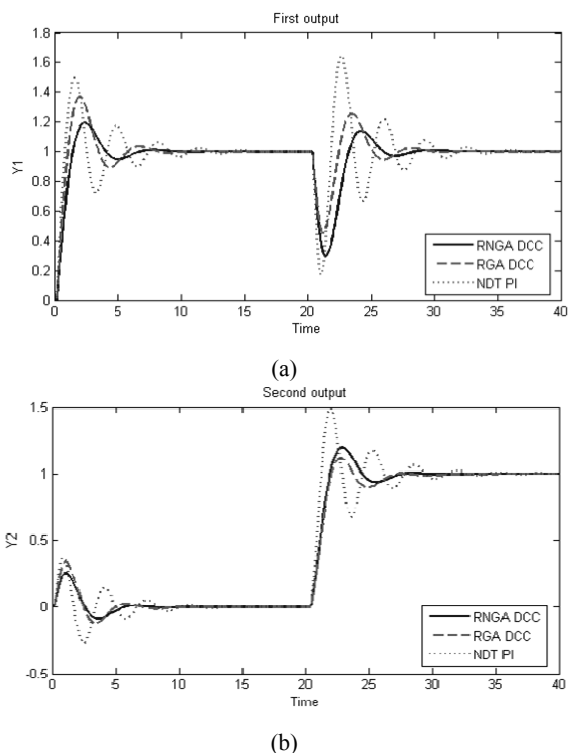 First output
1.8
1.6
1.4
1.2
1
0.8
0.6
0.4
0.2
0
Y1
RNGA DCC
RGA DCC
NDT PI
0 5 10 15 20 25 30 35 40
Time
(a)
Second output
1.5
1
0.5
0
-0.5
Y2
RNGA DCC
RGA DCC
NDT PI
0 5 10 15 20 25 30 35 40
Time
(b)